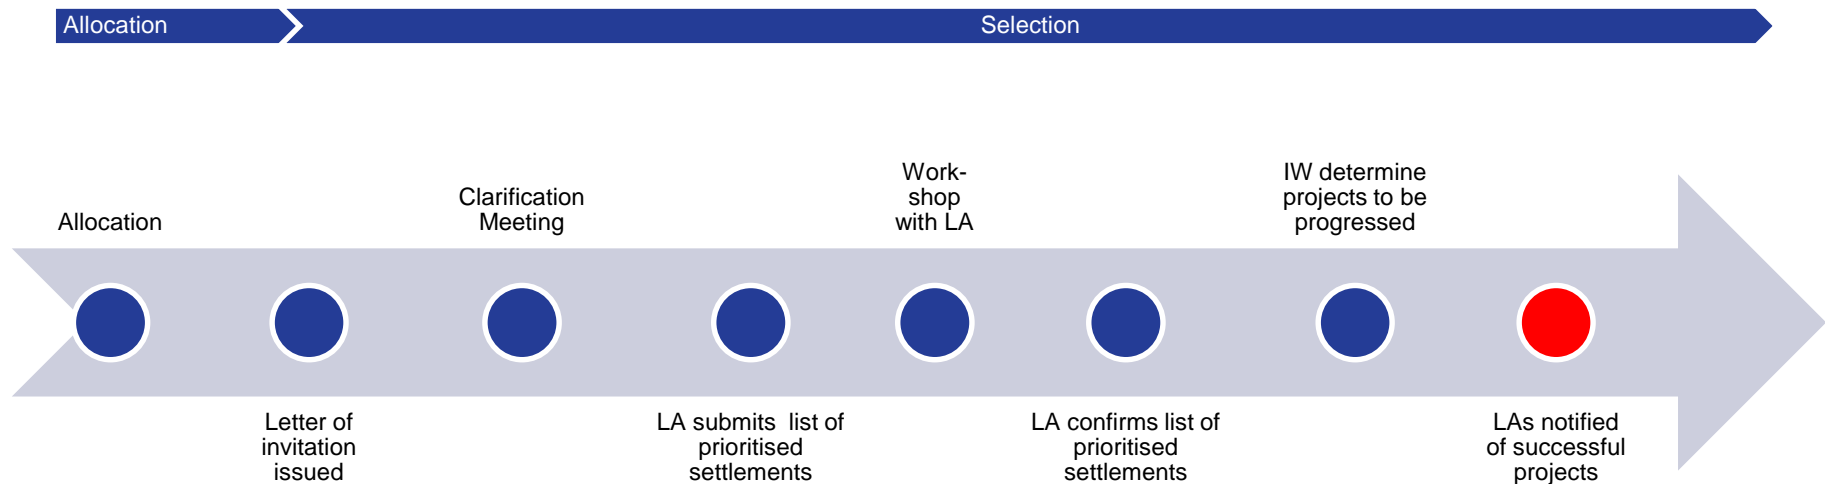 Allocation
Selection
Allocation
Letter of
invitation
issued
Clarification
Meeting
LA submits list of
prioritised
settlements
Work-
shop
with LA
LA confirms list of
prioritised
settlements
IW determine
projects to be
progressed
LAs notified
of successful
projects